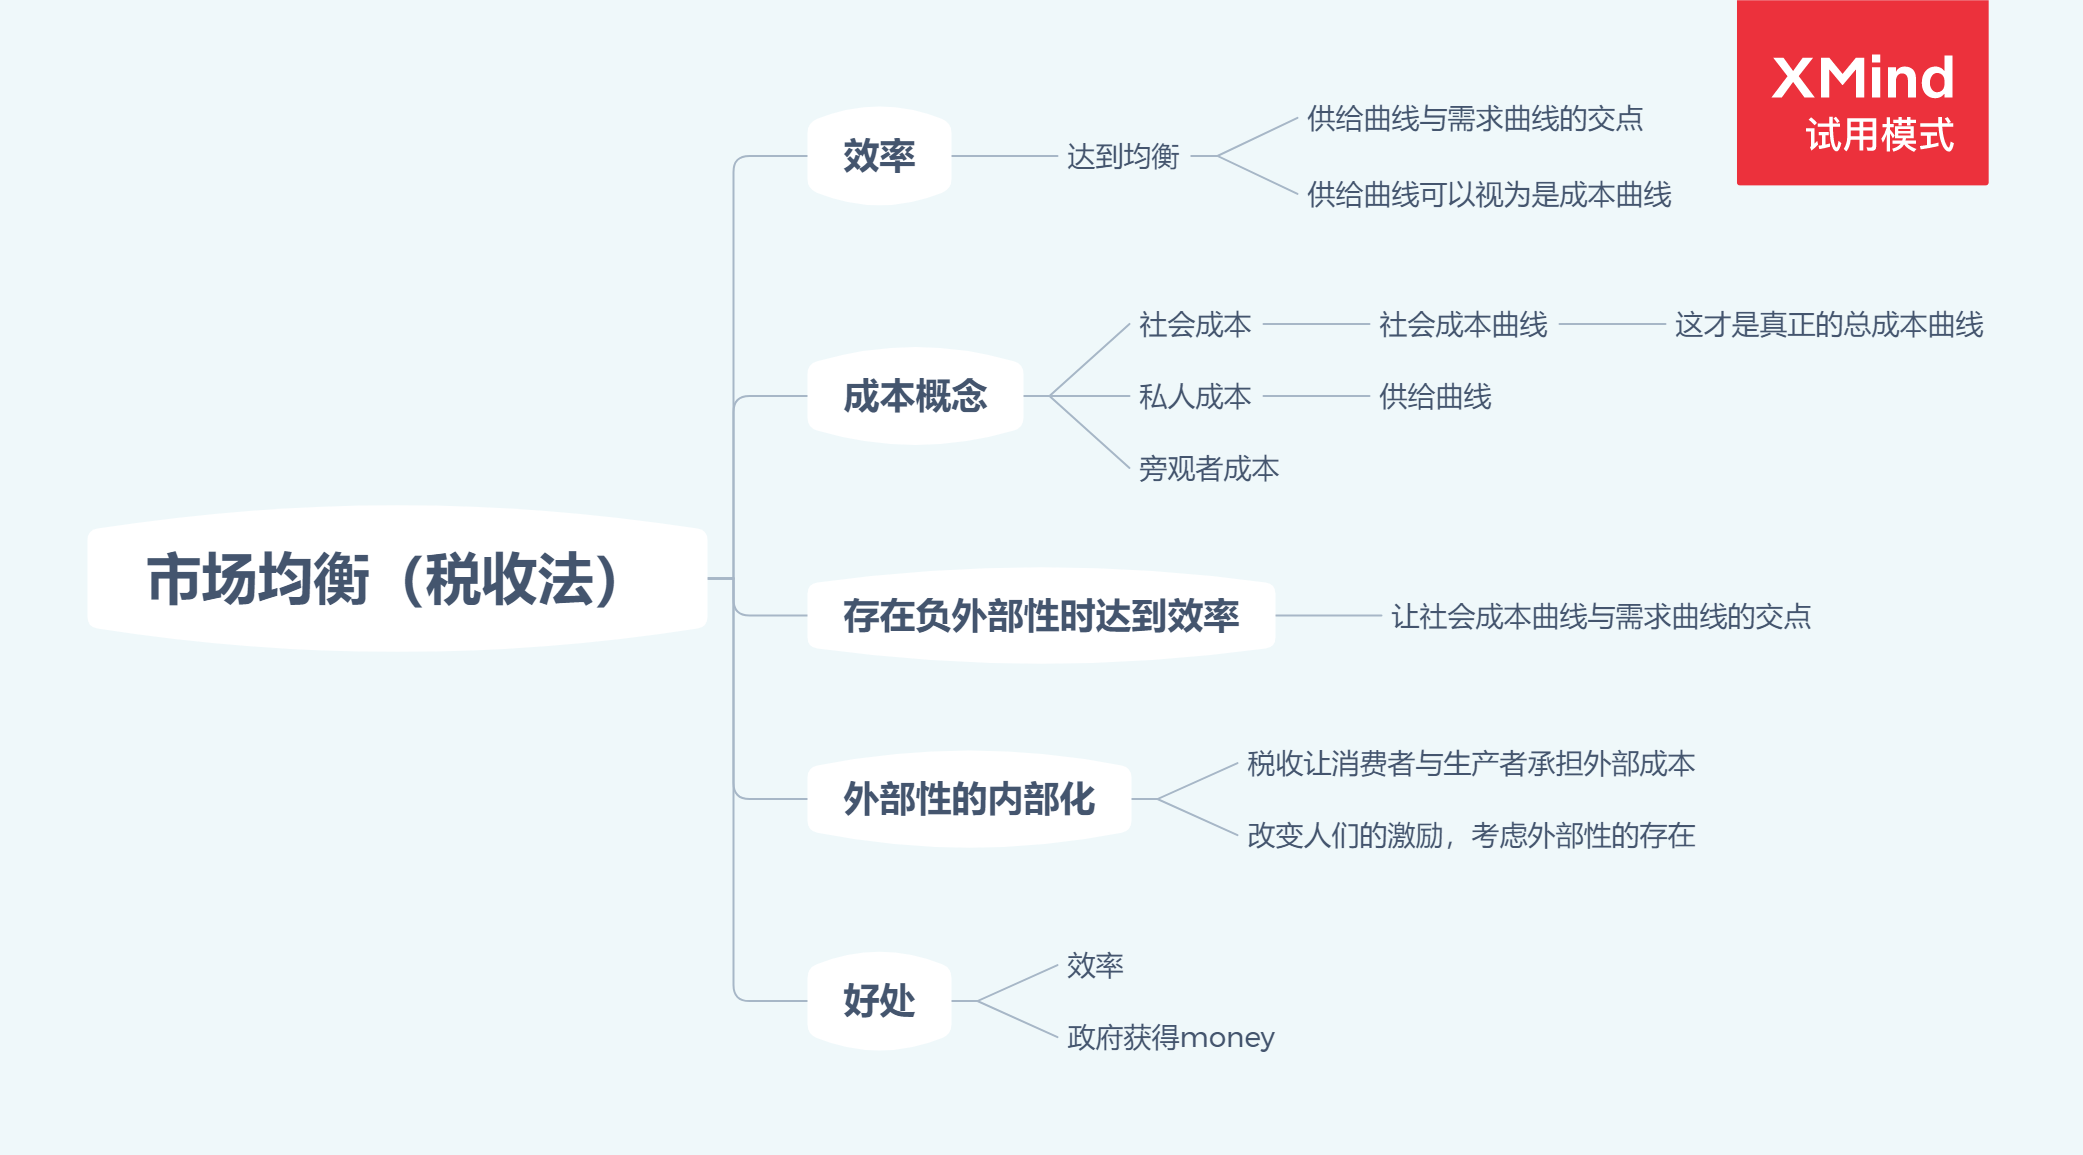 XMind
试用模式
市场均衡（税收法）
效率
达到均衡
供给曲线与需求曲线的交点
供给曲线可以视为是成本曲线
成本概念
社会成本
社会成本曲线
这才是真正的总成本曲线
私人成本
供给曲线
旁观者成本
存在负外部性时达到效率
让社会成本曲线与需求曲线的交点
外部性的内部化
税收让消费者与生产者承担外部成本
改变人们的激励，考虑外部性的存在
好处
效率
政府获得money